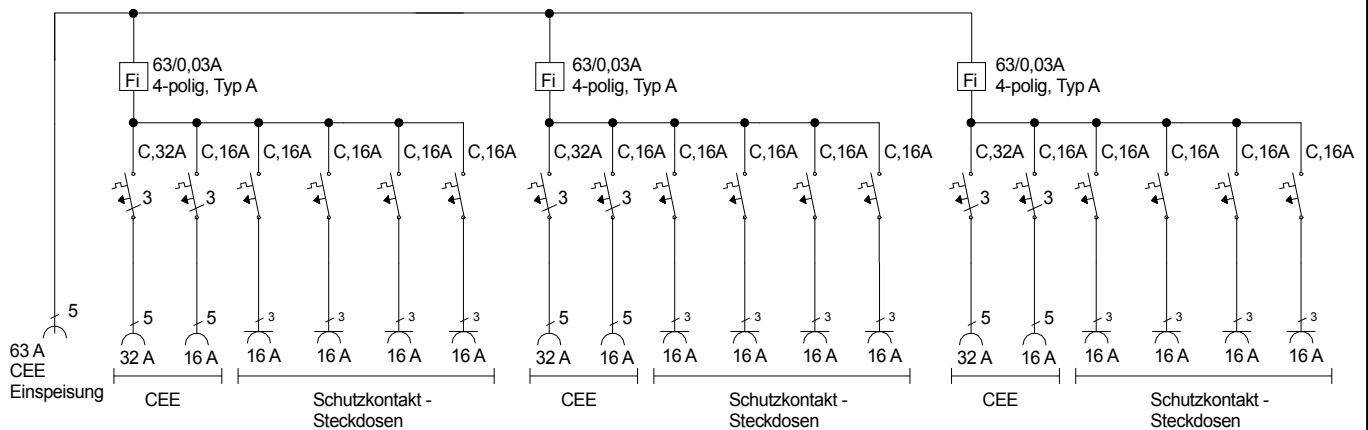 63/0,03A
4-polig, Typ A
Fi
63/0,03A
4-polig, Typ A
Fi
63/0,03A
4-polig, Typ A
Fi
C,32A C,16A C,16A C,16A C,16A C,16A
C,32A C,16A C,16A C,16A C,16A C,16A
C,32A C,16A C,16A C,16A C,16A C,16A
3 3
3 3
3 3
5
5 5 3 3 3 3
5 5 3 3 3 3
5 5 3 3 3 3
63 A
CEE
Einspeisung
32 A 16 A 16 A 16 A 16 A 16 A
CEE
Schutzkontakt -
Steckdosen
32 A 16 A 16 A 16 A 16 A 16 A
CEE
Schutzkontakt -
Steckdosen
32 A 16 A 16 A 16 A 16 A 16 A
CEE
Schutzkontakt -
Steckdosen